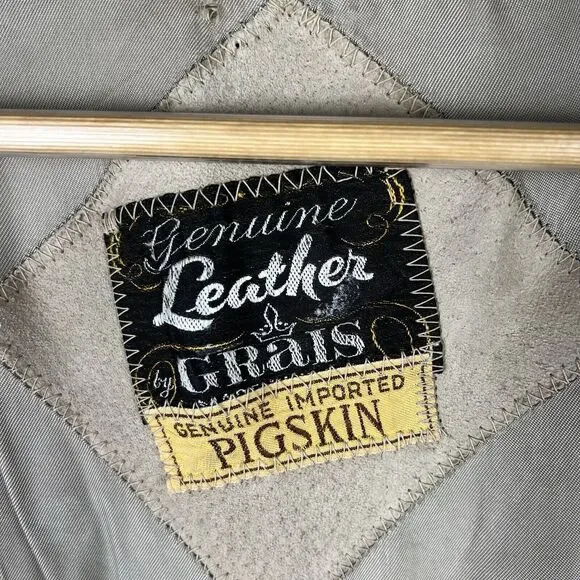 Genuine
Leather
by GRaIS
GENUINE IMPORTED
PIGSKIN